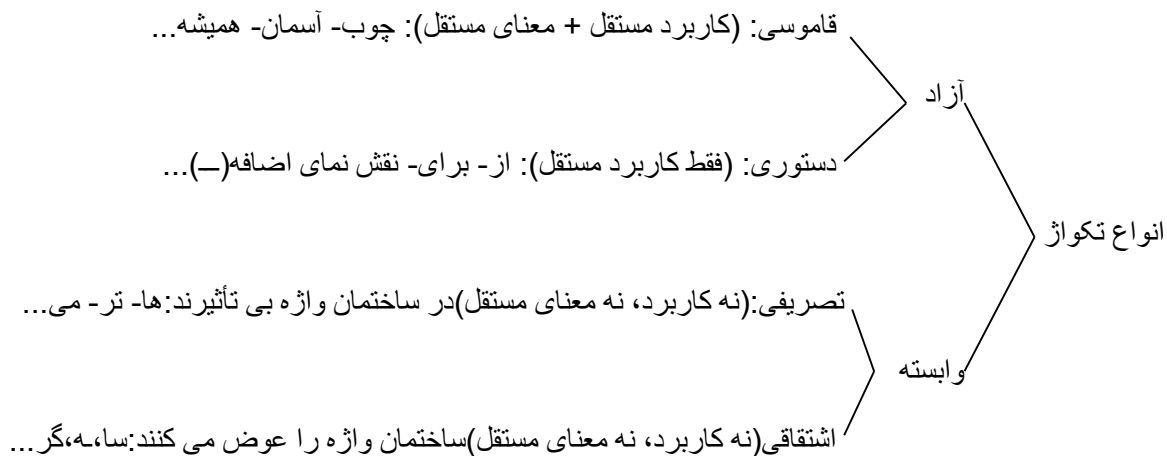 قاموسی: (کاربرد مستقل + معنای مستقل): چوب- آسمان- همیشه...
آزاد
دستوری: (فقط کاربرد مستقل): از- برای- نقش نمای اضافه(ــِ)...
انواع تکواژ
تصریفی:(نه کاربرد، نه معنای مستقل)در ساختمان واژه بی تأثیرند:ها- تر- می...
وابسته
اشتقاقی(نه کاربرد، نه معنای مستقل)ساختمان واژه را عوض می کنند:سا،ـه،گر...